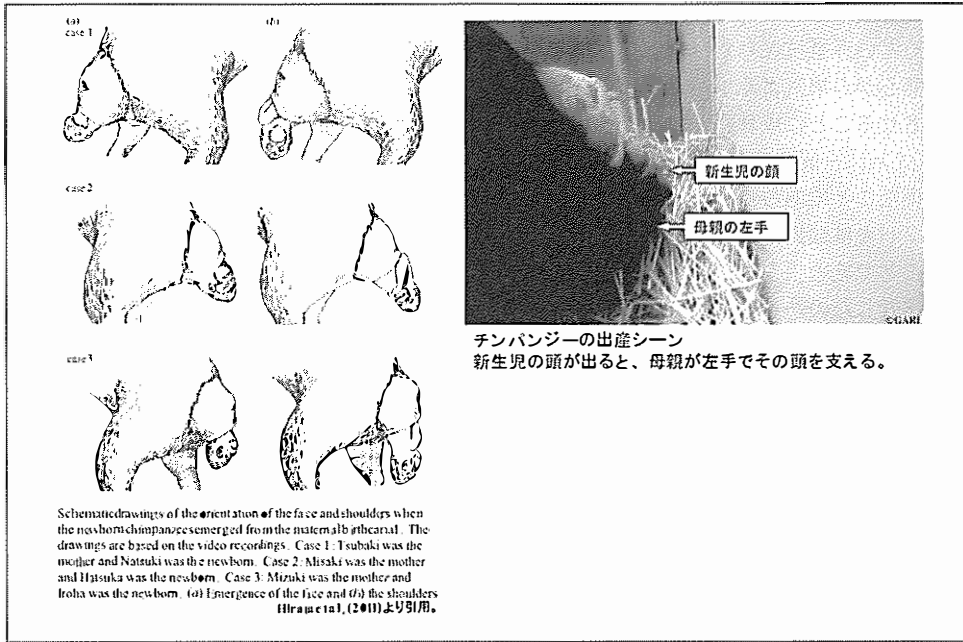 (a)
case 1
(b)
case 2
case 3
Schematic drawings of the orientation of the face and shoulders when
the newborn chimpanzees emerged from the maternal birth canal. The
drawings are based on the video recordings. Case 1: Tsubaki was the
mother and Natsuki was the newborn. Case 2: Misaki was the mother
and Hatsuka was the newborn. Case 3: Mizuki was the mother and
Iroha was the newborn. (a) Emergence of the face and (b) the shoulders
Hirata et al, (2011)より引用。
新生児の顔
母親の左手
©GARI
チンパンジーの出産シーン
新生児の頭が出ると、母親が左手でその頭を支える。